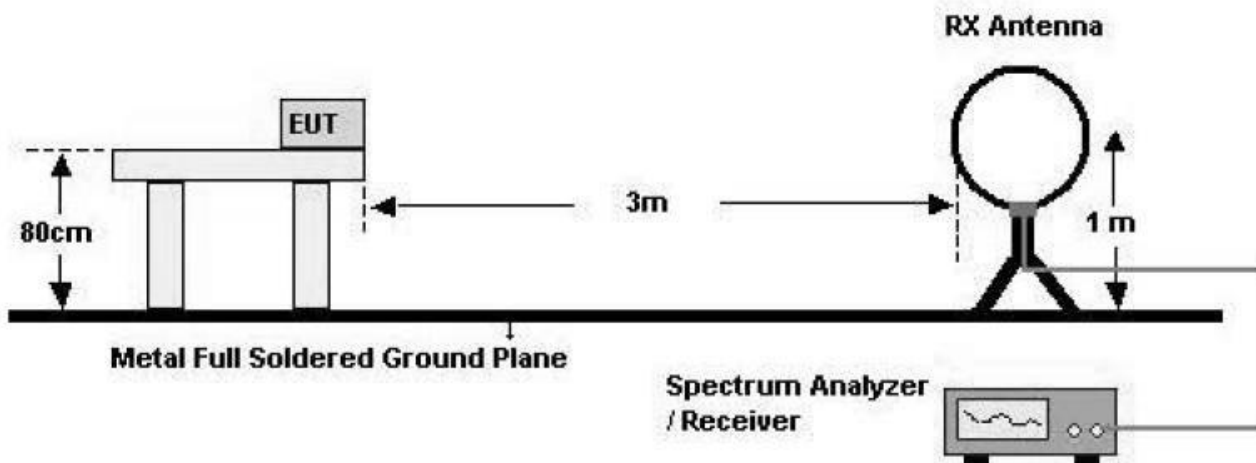 RX Antenna
EUT
80cm
3m
1 m
Metal Full Soldered Ground Plane
Spectrum Analyzer
/ Receiver